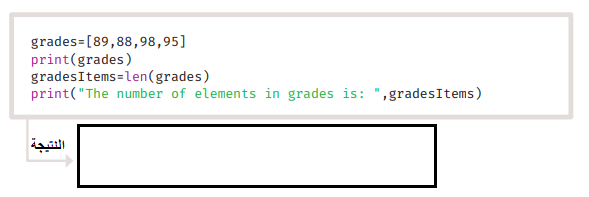 grades=[89,88,98,95]
print(grades)
gradesItems=len(grades)
print("The number of elements in grades is: ",gradesItems)
النتيجة